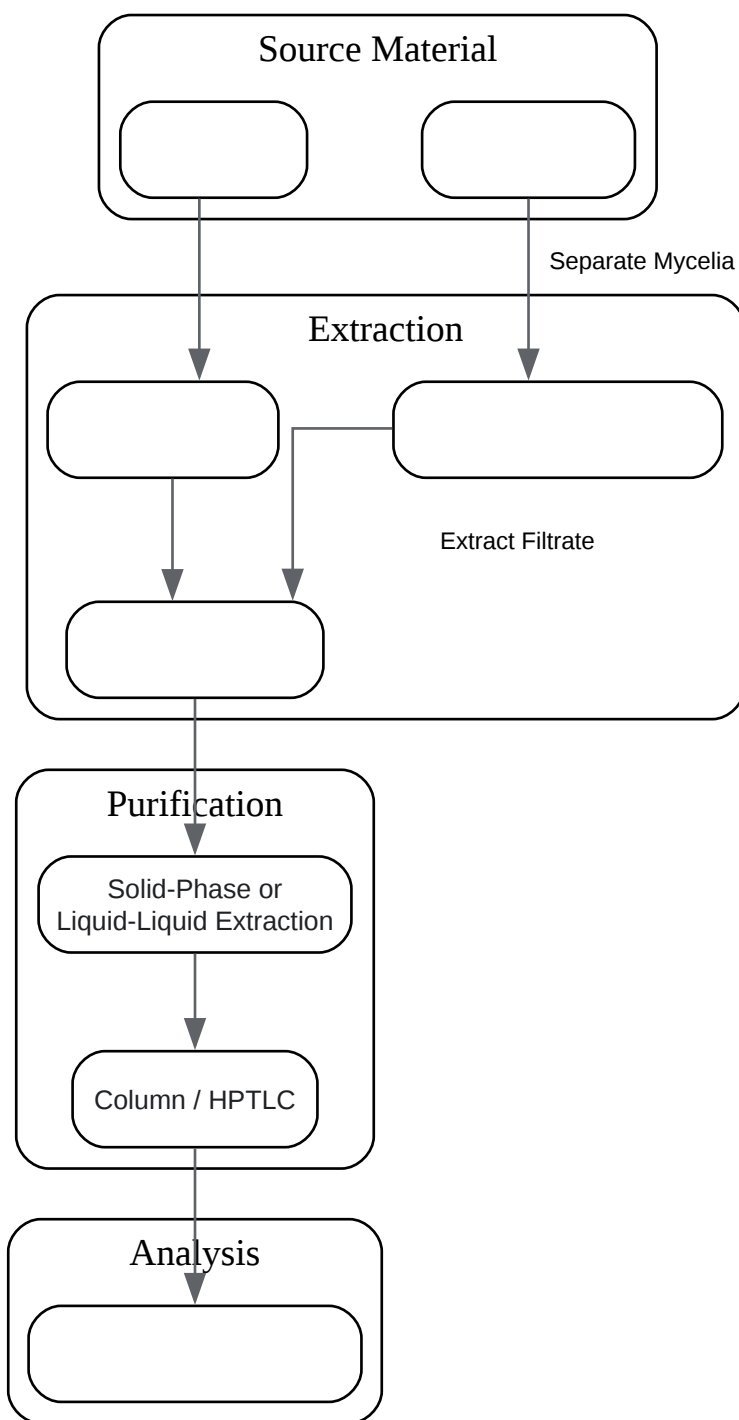 Source Material
Separate Mycelia
Extraction
Extract Filtrate
Purification
Solid-Phase or
Liquid-Liquid Extraction
Column / HPTLC
Analysis